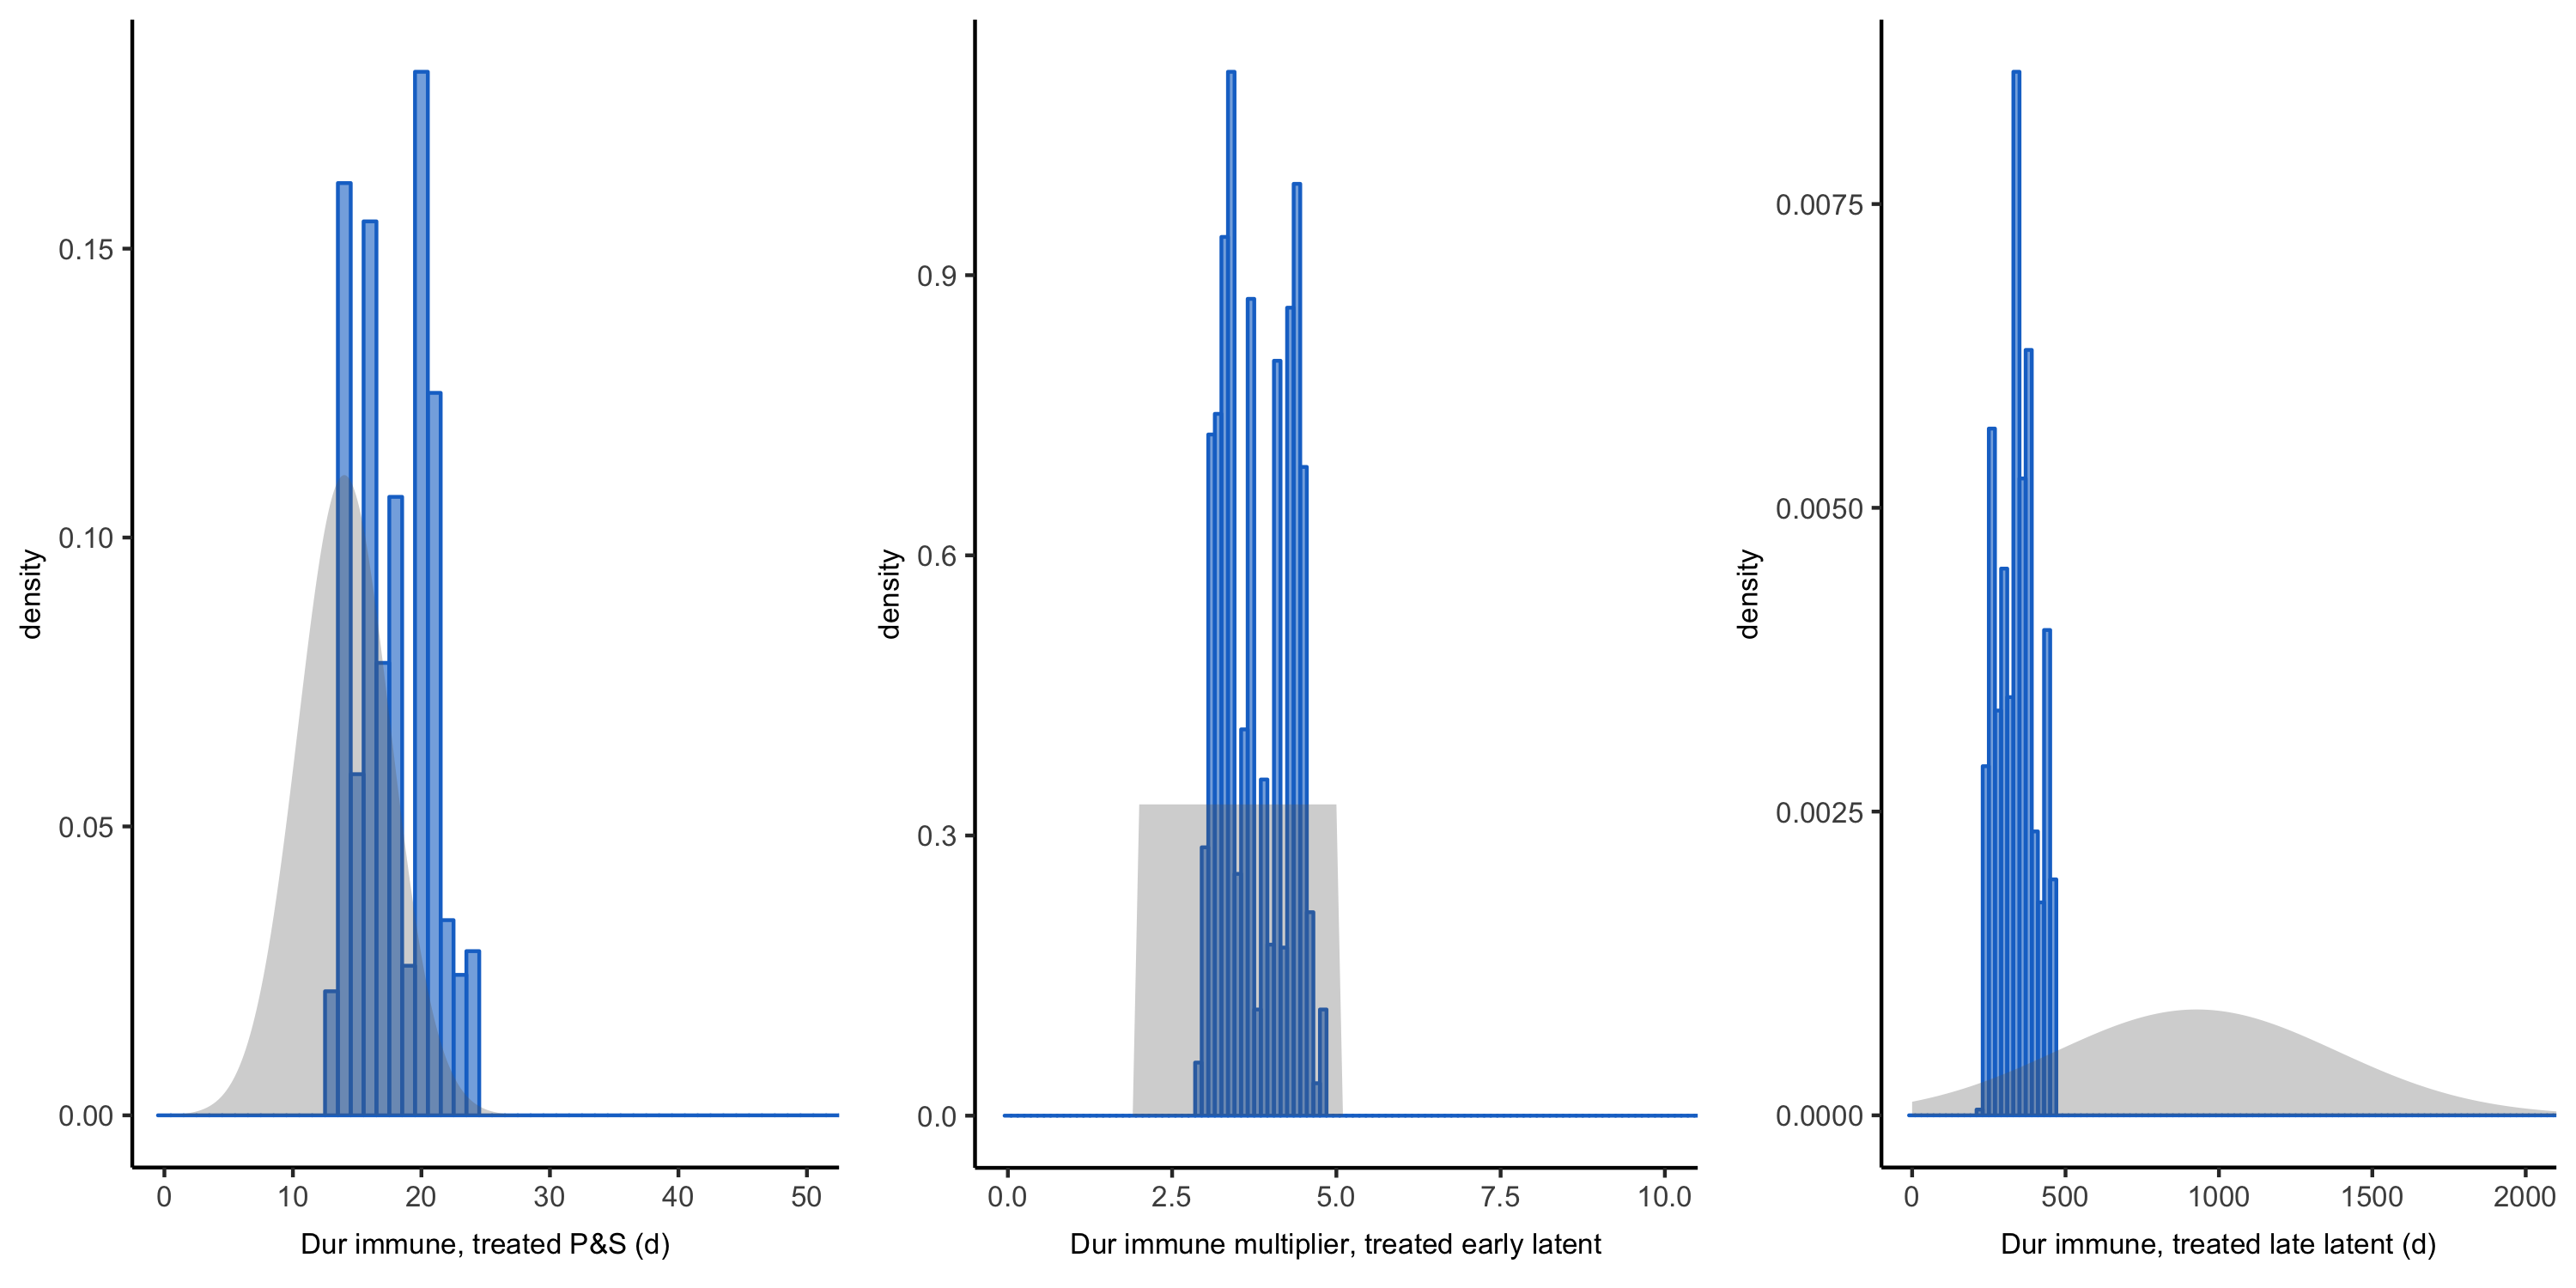 density
0.15
0.10
0.05
0.00
0 10 20 30 40 50
Dur immune, treated P&S (d)
density
0.9
0.6
0.3
0.0
0.0 2.5 5.0 7.5 10.0
Dur immune multiplier, treated early latent
density
0.0075
0.0050
0.0025
0.0000
0 500 1000 1500 2000
Dur immune, treated late latent (d)